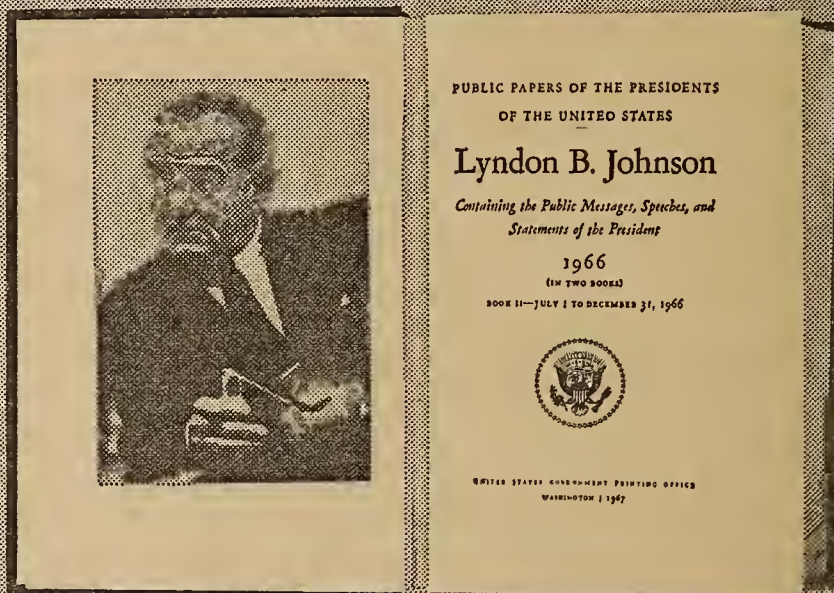 PUBLIC PAPERS OF THE PRESIDENTS
OF THE UNITED STATES
Lyndon B. Johnson
Containing the Public Messages, Speeches, and
Statements of the President
1966
(IN TWO BOOKS)
BOOK II—JULY 1 TO DECEMBER 31, 1966
UNITED STATES GOVERNMENT PRINTING OFFICE
WASHINGTON : 1967